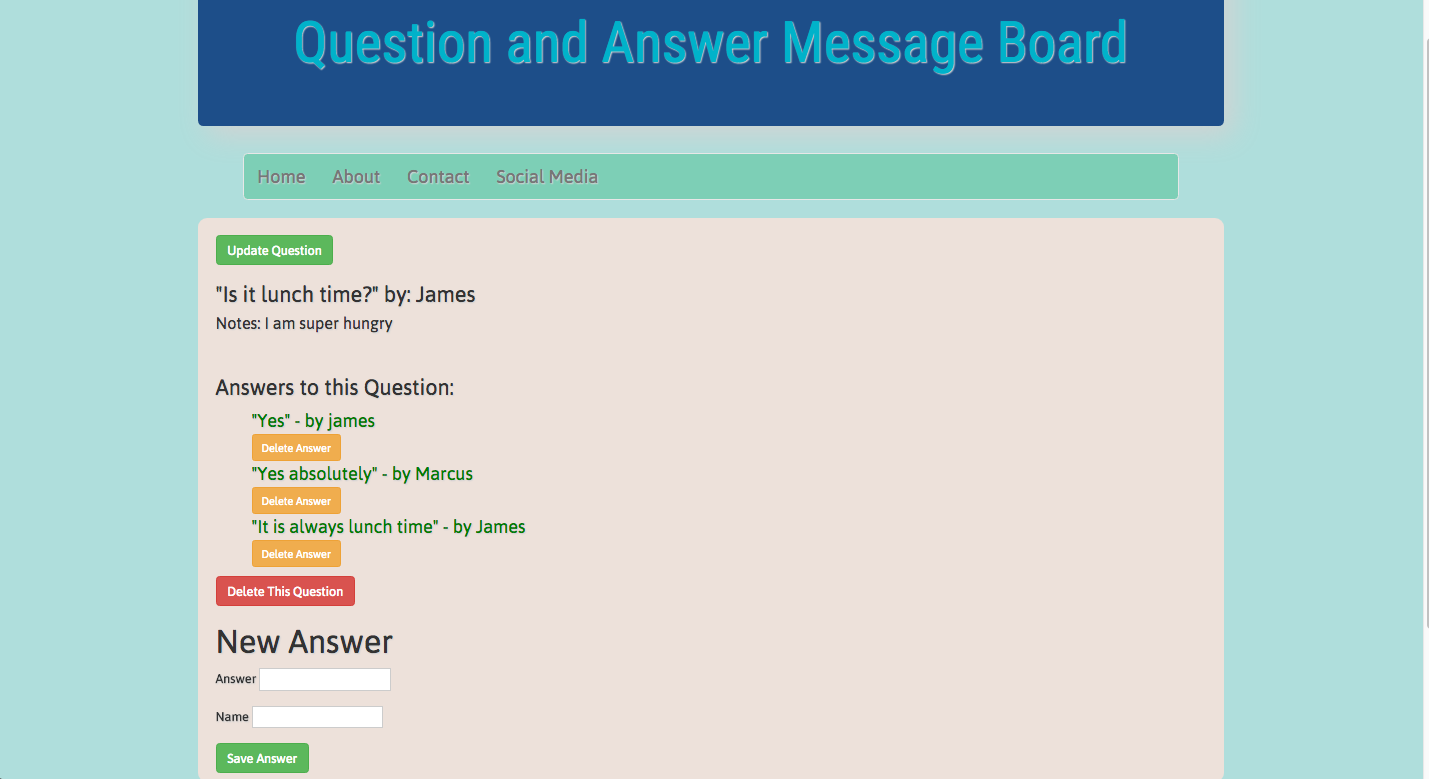 Question and Answer Message Board
Home About Contact Social Media
Update Question
"Is it lunch time?" by: James
Notes: I am super hungry
Answers to this Question:
"Yes" - by james
Delete Answer
"Yes absolutely" - by Marcus
Delete Answer
"It is always lunch time" - by James
Delete Answer
Delete This Question
New Answer
Answer
Name
Save Answer